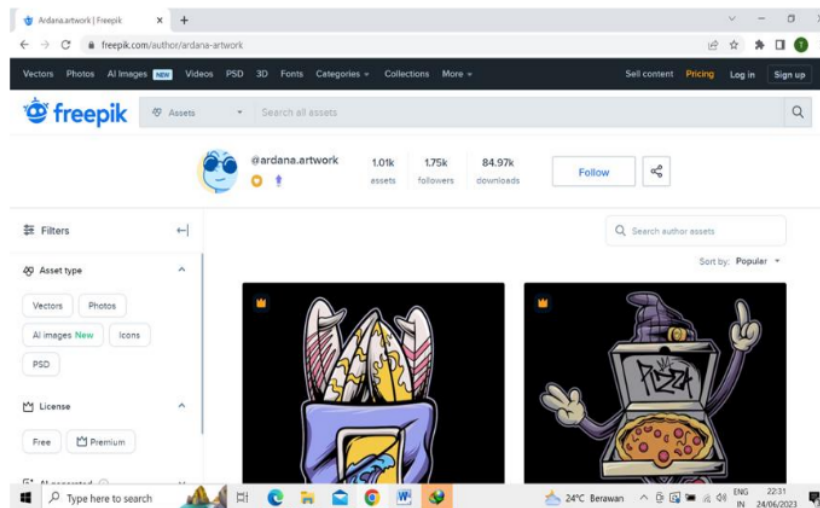 Ardana.artwork | Freepik
freepik.com/author/ardana-artwork
Vectors Photos AI Images NEW Videos PSD 3D Fonts Categories Collections More Sell content Pricing Log in Sign up
freepik Assets Search all assets
@ardana.artwork 1.01k 1.75k 84.97k
assets followers downloads Follow
Filters Search author assets
Sort by: Popular
Asset type
Vectors Photos
AI images New Icons
PSD
License
Free Premium
PIZZA
Type here to search 24°C Berawan ENG 22:31
IN 24/06/2023